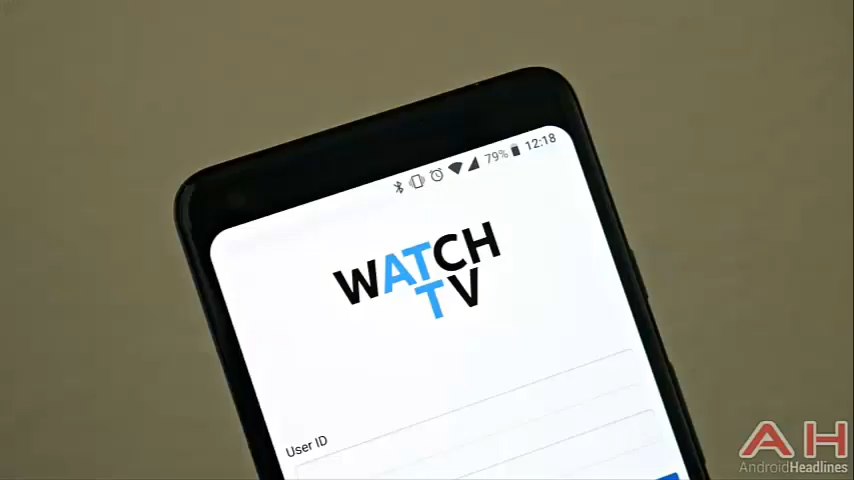 79% 12:18
WATCH
TV
User ID
AH
AndroidHeadlines